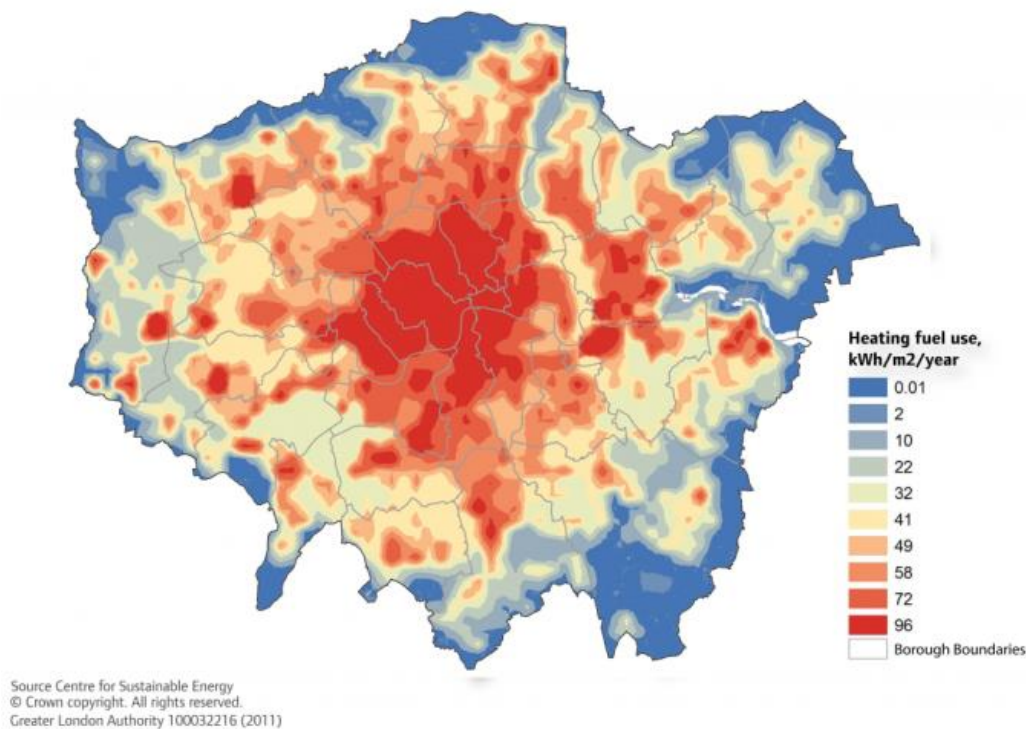 Heating fuel use,
kWh/m2/year
0.01
2
10
22
32
41
49
58
72
96
Borough Boundaries
Source Centre for Sustainable Energy
© Crown copyright. All rights reserved.
Greater London Authority 100032216 (2011)